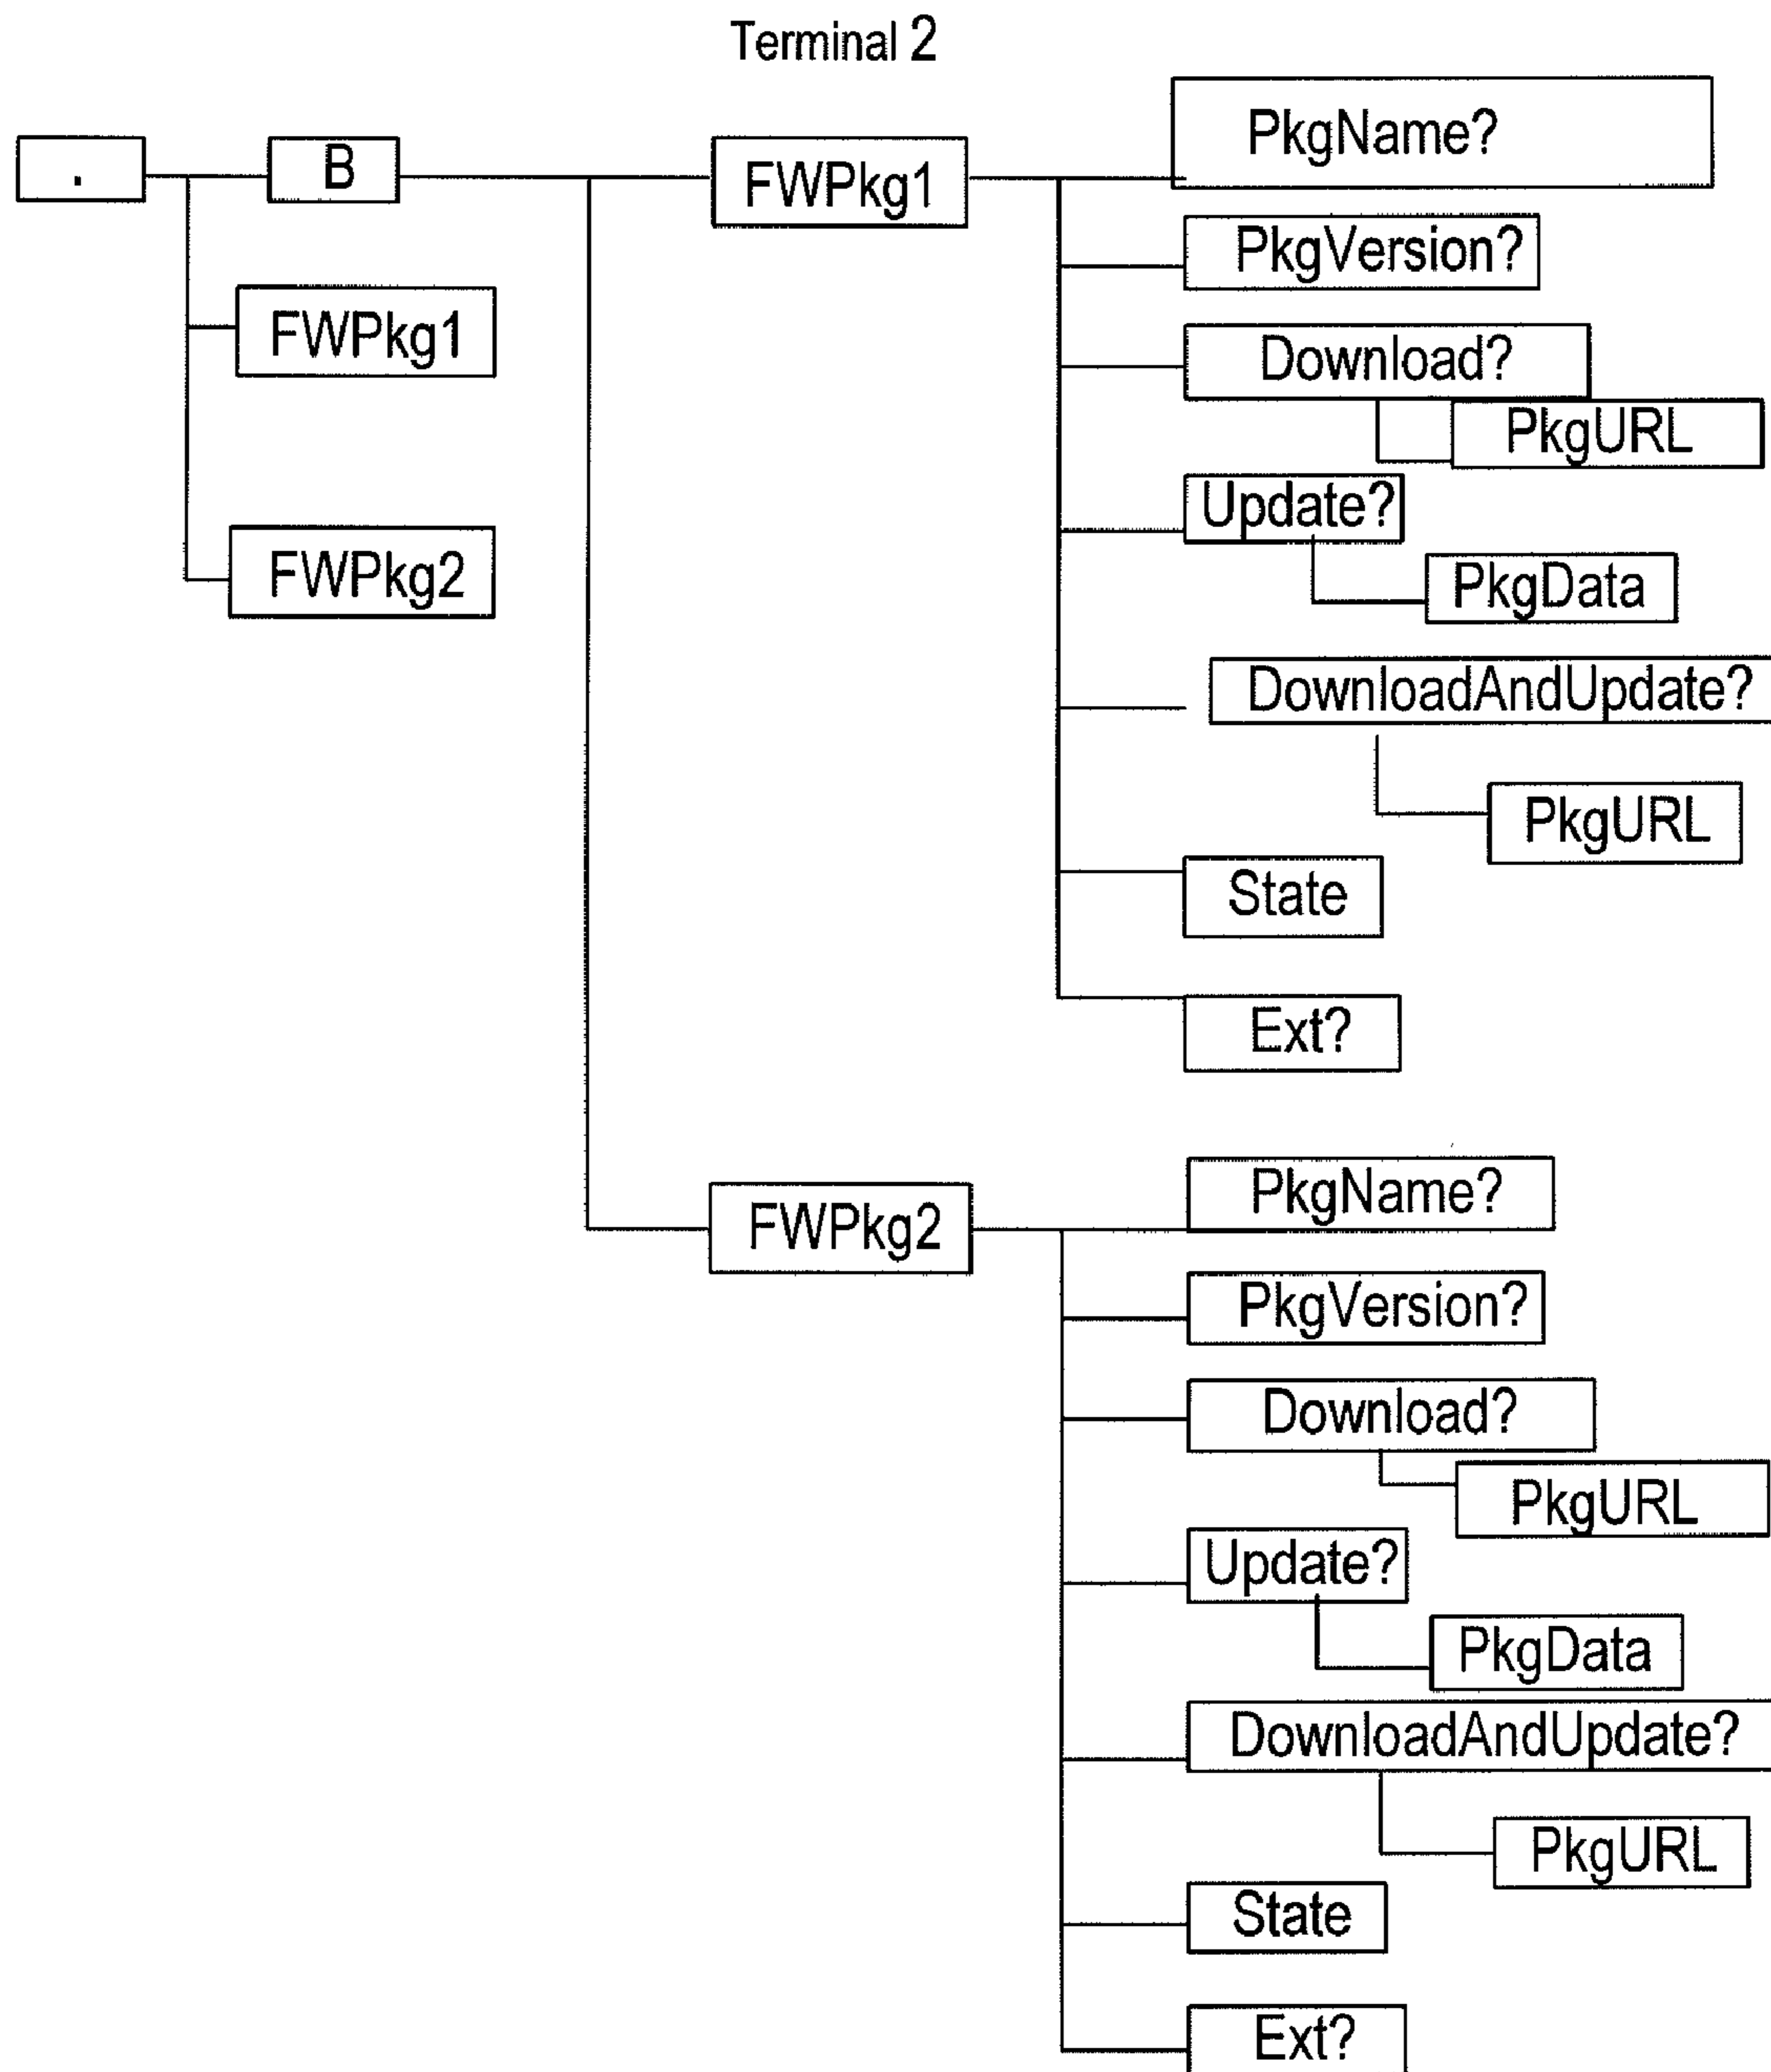 Terminal 2
.
B
FWPkg1
FWPkg2
FWPkg1
PkgName?
PkgVersion?
Download?
PkgURL
Update?
PkgData
DownloadAndUpdate?
PkgURL
State
Ext?
FWPkg2
PkgName?
PkgVersion?
Download?
PkgURL
Update?
PkgData
DownloadAndUpdate?
PkgURL
State
Ext?